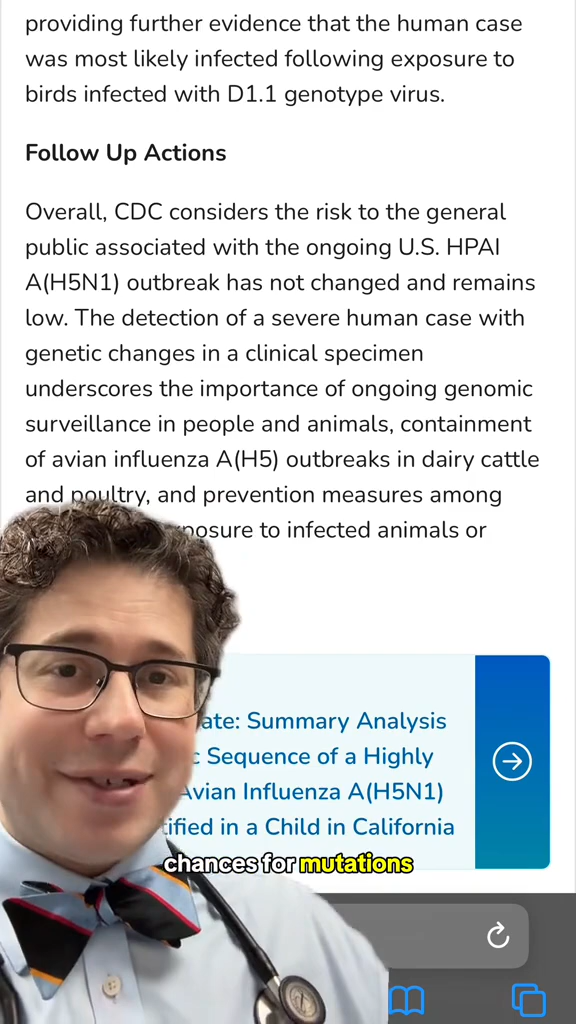 providing further evidence that the human case
was most likely infected following exposure to
birds infected with D1.1 genotype virus.
Follow Up Actions
Overall, CDC considers the risk to the general
public associated with the ongoing U.S. HPAI
A(H5N1) outbreak has not changed and remains
low. The detection of a severe human case with
genetic changes in a clinical specimen
underscores the importance of ongoing genomic
surveillance in people and animals, containment
of avian influenza A(H5) outbreaks in dairy cattle
and poultry, and prevention measures among
posure to infected animals or
ate: Summary Analysis
c Sequence of a Highly
Avian Influenza A(H5N1)
tified in a Child in California
chances for mutations